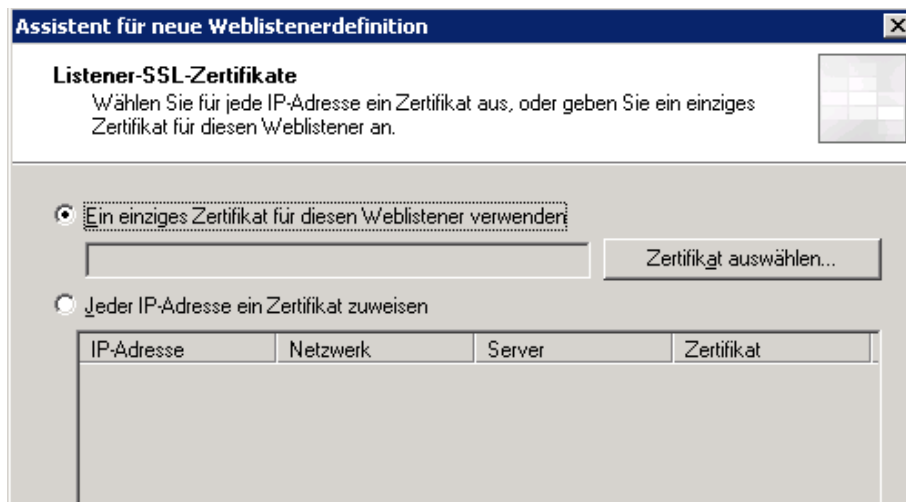 Assistent für neue Weblistenerdefinition
Listener-SSL-Zertifikate
Wählen Sie für jede IP-Adresse ein Zertifikat aus, oder geben Sie ein einziges
Zertifikat für diesen Weblistener an.
Ein einziges Zertifikat für diesen Weblistener verwenden
Zertifikat auswählen...
Jeder IP-Adresse ein Zertifikat zuweisen
IP-Adresse Netzwerk Server Zertifikat